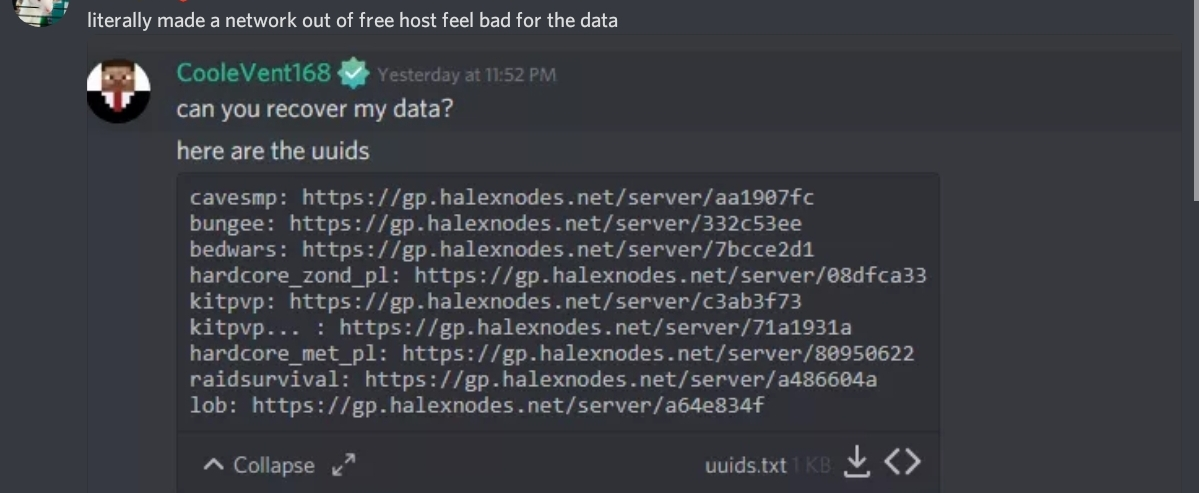 literally made a network out of free host feel bad for the data
CooleVent168 Yesterday at 11:52 PM
can you recover my data?
here are the uuids
cavesmp: https://gp.halexnodes.net/server/aa1907fc
bungee: https://gp.halexnodes.net/server/332c53ee
bedwars: https://gp.halexnodes.net/server/7bcce2d1
hardcore_zond_pl: https://gp.halexnodes.net/server/08dfca33
kitpvp: https://gp.halexnodes.net/server/c3ab3f73
kitpvp... : https://gp.halexnodes.net/server/71a1931a
hardcore_met_pl: https://gp.halexnodes.net/server/80950622
raidsurvival: https://gp.halexnodes.net/server/a486604a
lob: https://gp.halexnodes.net/server/a64e834f
Collapse uuids.txt 1 KB